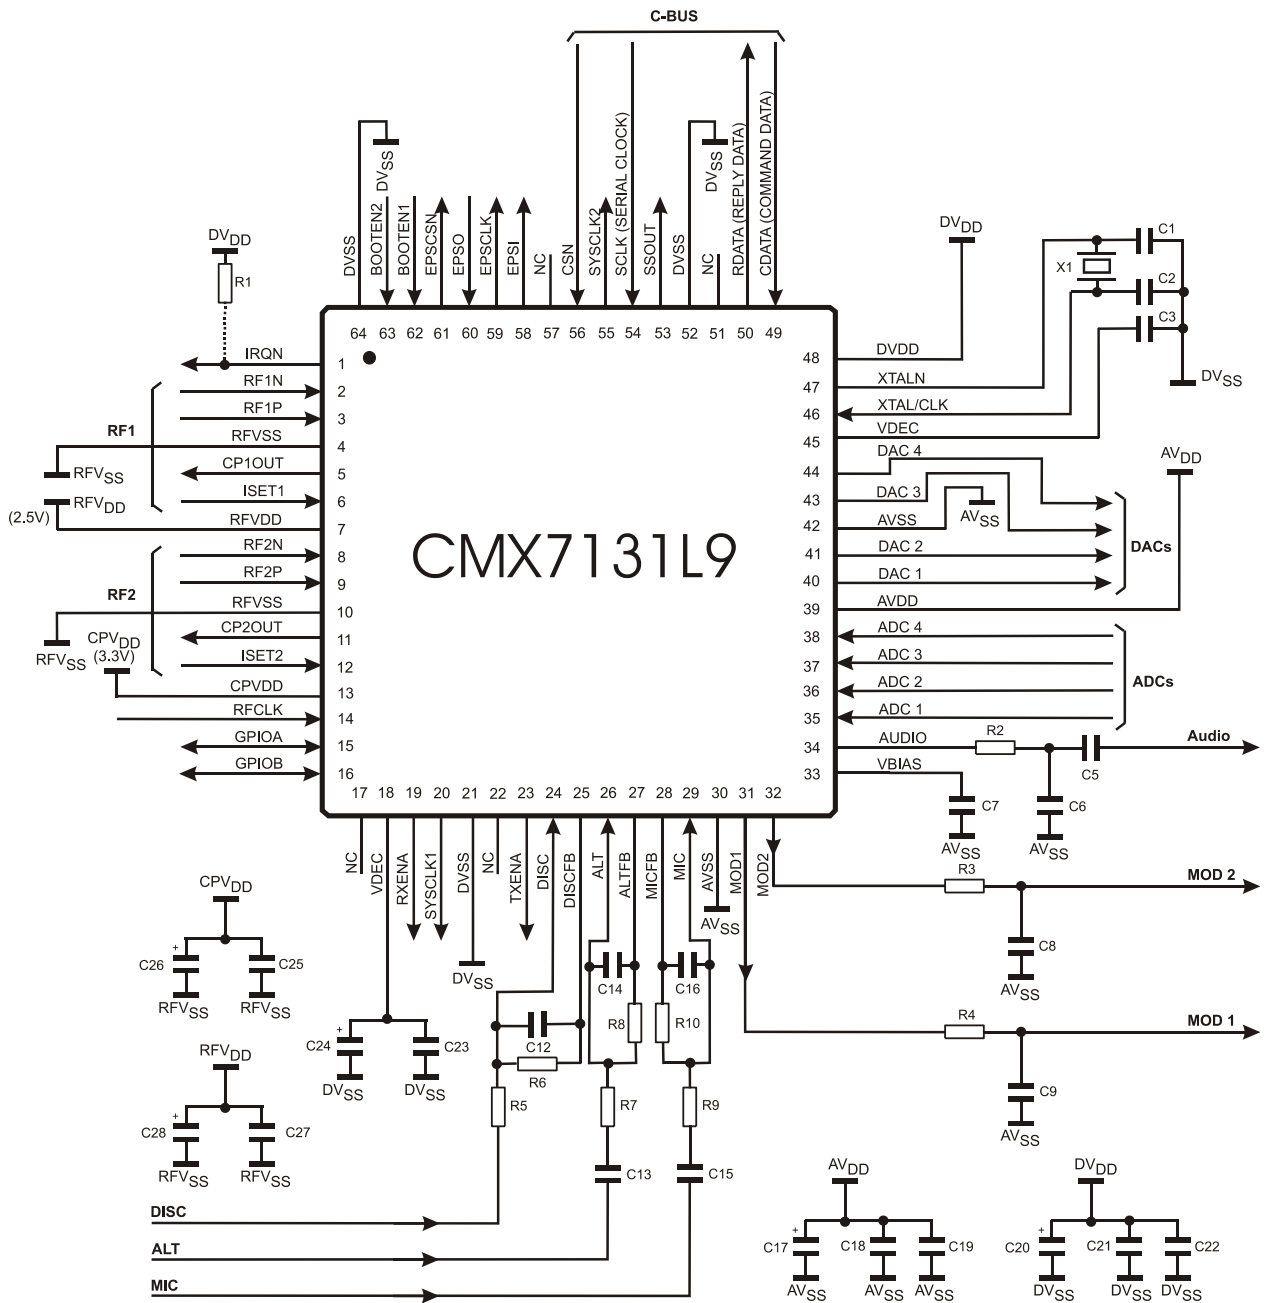 C-BUS
DVSS
BOOTEN2
BOOTEN1
EPSCSN
EPSO
EPSCLK
EPSI
NC
CSN
SYSCLK2
SCLK (SERIAL CLOCK)
SSOUT
DVSS
NC
RDATA (REPLY DATA)
CDATA (COMMAND DATA)
DVSS
DVSS
64 63 62 61 60 59 58 57 56 55 54 53 52 51 50 49
DVDD
R1
IRQN 1
RF1N 2
RF1P 3
RF1
RFVSS 4
RFVSS
CP1OUT 5
ISET1 6
RFVDD
(2.5V)
RFVDD 7
RF2N 8
RF2P 9
RF2
RFVSS 10
RFVSS
CP2OUT 11
CPVDD
(3.3V)
ISET2 12
CPVDD 13
RFCLK 14
GPIOA 15
GPIOB 16
CMX7131L9
DVDD
C1
X1
C2
C3
DVSS
48 DVDD
47 XTALN
46 XTAL/CLK
45 VDEC
44 DAC 4
43 DAC 3
42 AVSS
AVSS
AVDD
41 DAC 2
DACs
40 DAC 1
39 AVDD
38 ADC 4
37 ADC 3
36 ADC 2
ADCs
35 ADC 1
34 AUDIO
R2
C5
Audio
33 VBIAS
C7
C6
AVSS
AVSS
17 18 19 20 21 22 23 24 25 26 27 28 29 30 31 32
NC
VDEC
RXENA
SYSCLK1
DVSS
NC
TXENA
DISC
DISCFB
ALT
ALTFB
MICFB
MIC
AVSS
MOD1
MOD2
AVSS
R3
MOD 2
C8
AVSS
R4
MOD 1
C9
AVSS
CPVDD
+
C26
C25
RFVSS
RFVSS
DVSS
+
C24
C23
DVSS
DVSS
C12
R6
R5
C14
R8
R7
C13
C16
R10
R9
C15
RFVDD
+
C28
C27
RFVSS
RFVSS
DISC
ALT
MIC
AVDD
+
C17
C18
C19
AVSS
AVSS
AVSS
DVDD
+
C20
C21
C22
DVSS
DVSS
DVSS